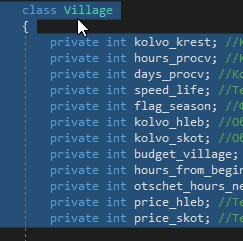 class Village
{
private int kolvo_krest; //К
private int hours_procv; //К
private int days_procv; //Ко
private int speed_life; //Те
private int flag_season; //
private int kolvo_hleb; //Об
private int kolvo_skot; //Об
private int budget_village;
private int hours_from_begin
private int otschet_hours_ne
private int price_hleb; //Те
private int price_skot; //Те